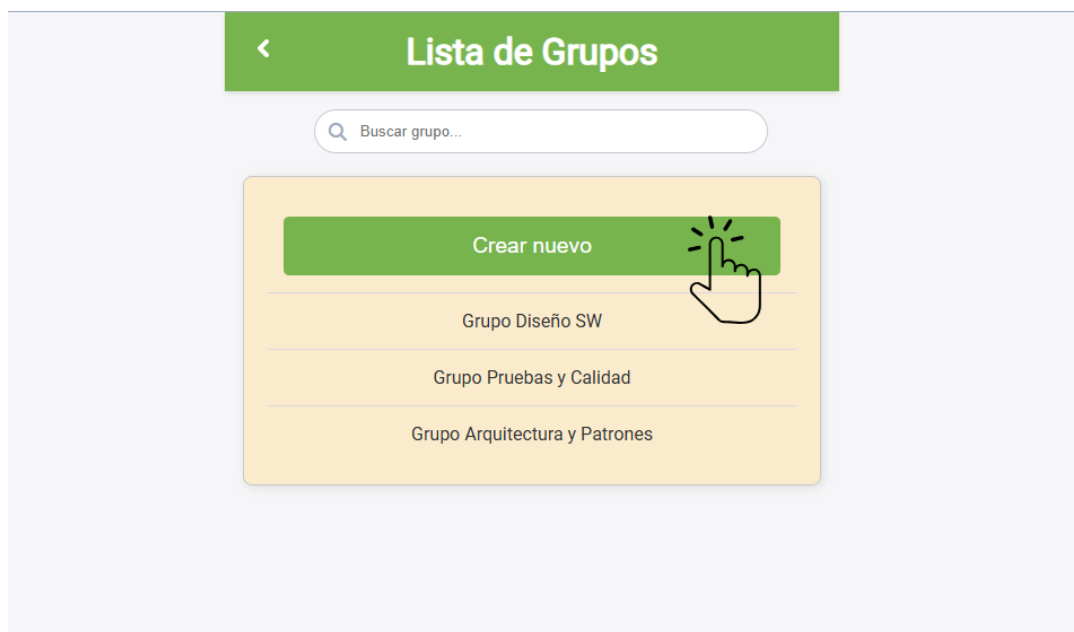 Lista de Grupos
Buscar grupo...
Crear nuevo
Grupo Diseño SW
Grupo Pruebas y Calidad
Grupo Arquitectura y Patrones